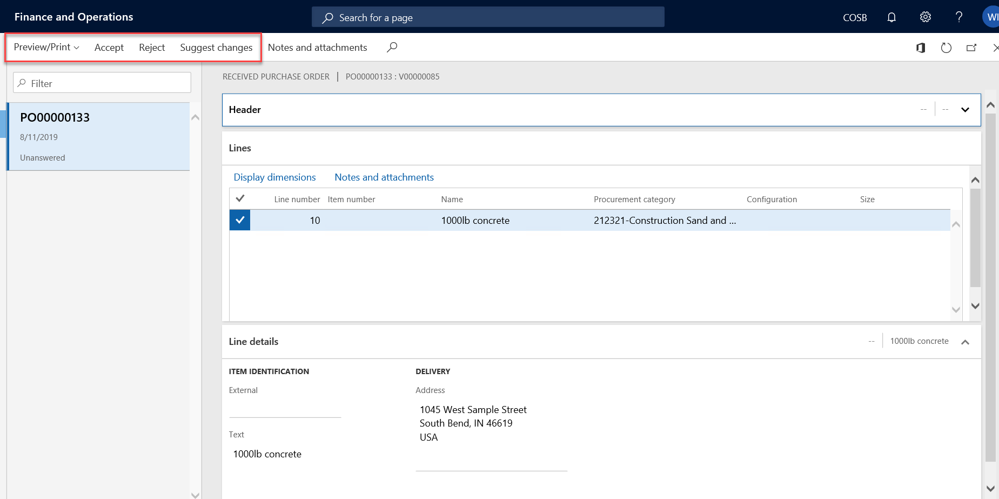 Finance and Operations
Search for a page
COSB
?
WI
Preview/Print
Accept
Reject
Suggest changes
Notes and attachments
Filter
PO00000133
8/11/2019
Unanswered
RECEIVED PURCHASE ORDER | PO00000133 : V00000085
Header
-- | --
Lines
Display dimensions
Notes and attachments
Line number Item number Name Procurement category Configuration Size
10 1000lb concrete 212321-Construction Sand and ...
Line details
-- | 1000lb concrete
ITEM IDENTIFICATION
External
Text
1000lb concrete
DELIVERY
Address
1045 West Sample Street
South Bend, IN 46619
USA